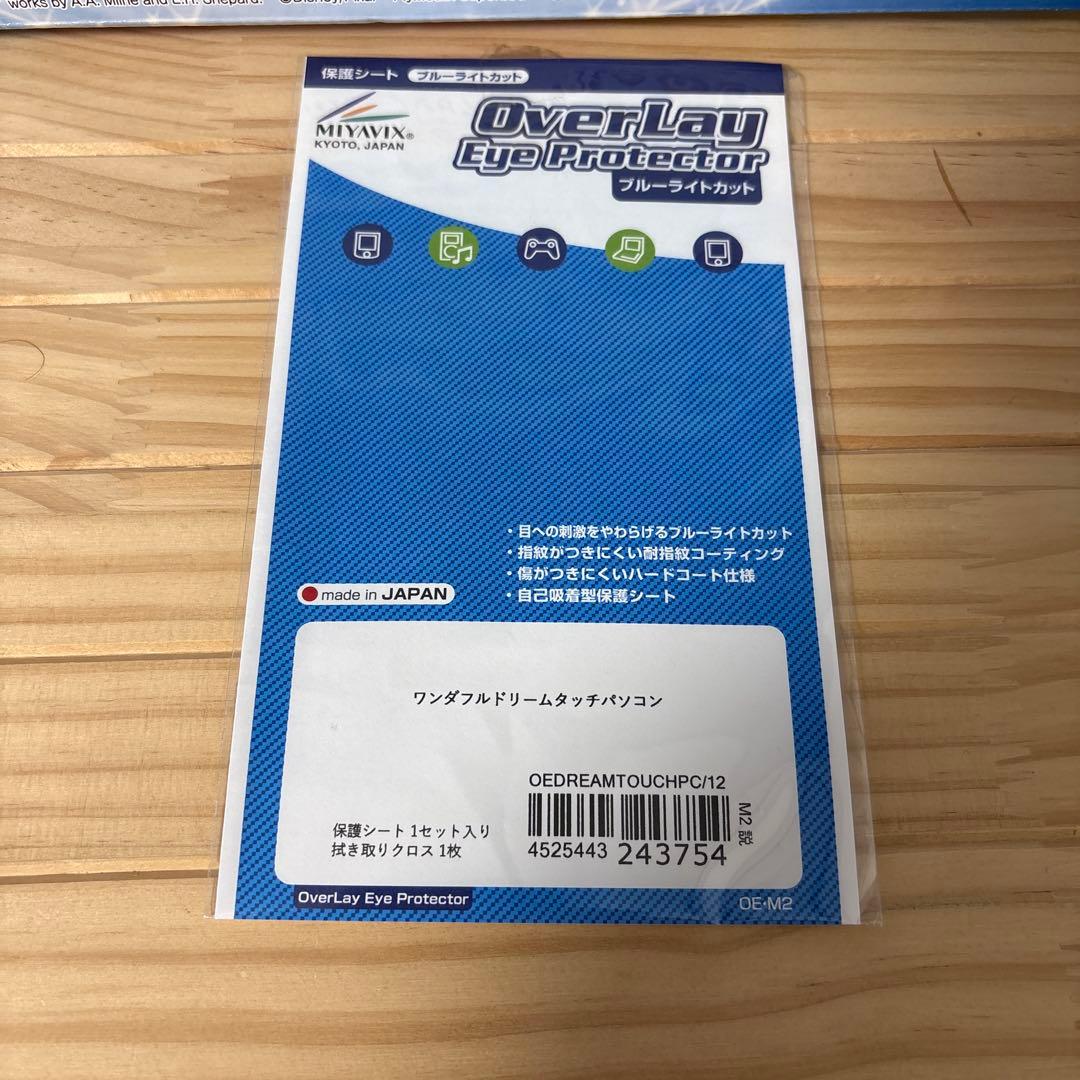 works by A.A. Milne and E.H. Shepard.
保護シート ブルーライトカット
MIYAVIX®
KYOTO, JAPAN
OverLay
Eye Protector
ブルーライトカット
・目への刺激をやわらげるブルーライトカット
・指紋がつきにくい耐指紋コーティング
・傷がつきにくいハードコート仕様
・自己吸着型保護シート
made in JAPAN
ワンダフルドリームタッチパソコン
OEDREAMTOUCHPC/12
M2 説
保護シート 1セット入り
拭き取りクロス 1枚
4525443 243754
OverLay Eye Protector
OE・M2